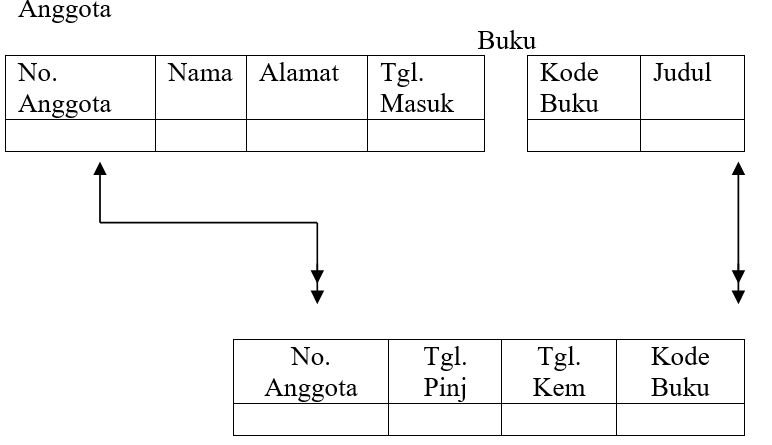 Anggota
Buku
No. Nama Alamat Tgl. Kode Judul
Anggota Masuk Buku
No. Tgl. Tgl. Kode
Anggota Pinj Kem Buku